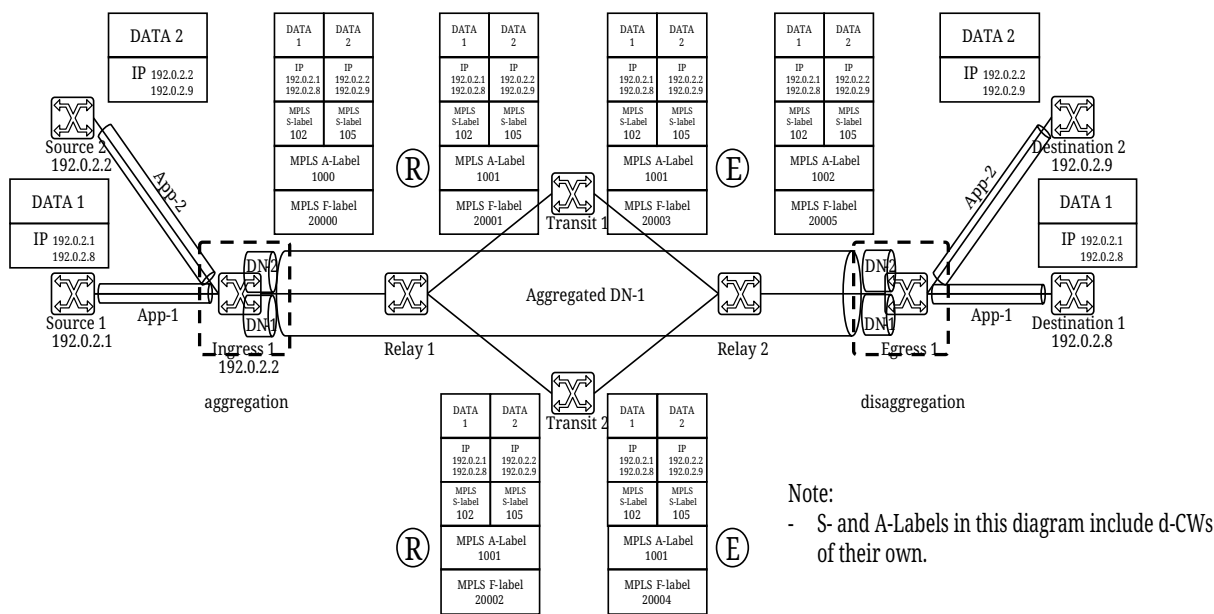 DATA 2
IP 192.0.2.2
192.0.2.9
DATA
1
DATA
2
IP
192.0.2.1
192.0.2.8
IP
192.0.2.2
192.0.2.9
MPLS
S-label
102
MPLS
S-label
105
MPLS A-Label
1000
MPLS F-label
20000
R
DATA
1
DATA
2
IP
192.0.2.1
192.0.2.8
IP
192.0.2.2
192.0.2.9
MPLS
S-label
102
MPLS
S-label
105
MPLS A-Label
1001
MPLS F-label
20001
DATA
1
DATA
2
IP
192.0.2.1
192.0.2.8
IP
192.0.2.2
192.0.2.9
MPLS
S-label
102
MPLS
S-label
105
MPLS A-Label
1001
MPLS F-label
20003
E
DATA
1
DATA
2
IP
192.0.2.1
192.0.2.8
IP
192.0.2.2
192.0.2.9
MPLS
S-label
102
MPLS
S-label
105
MPLS A-Label
1002
MPLS F-label
20005
DATA 2
IP 192.0.2.2
192.0.2.9
Source 2
192.0.2.2
App-2
DATA 1
IP 192.0.2.1
192.0.2.8
Transit 1
App-2
Destination 2
192.0.2.9
DATA 1
IP 192.0.2.1
192.0.2.8
DN2
DN1
Aggregated DN-1
DN2
DN1
Source 1
192.0.2.1
App-1
Ingress 1
192.0.2.2
Relay 1
Relay 2
Egress 1
App-1
Destination 1
192.0.2.8
aggregation
disaggregation
Transit 2
R
DATA
1
DATA
2
IP
192.0.2.1
192.0.2.8
IP
192.0.2.2
192.0.2.9
MPLS
S-label
102
MPLS
S-label
105
MPLS A-Label
1001
MPLS F-label
20002
DATA
1
DATA
2
IP
192.0.2.1
192.0.2.8
IP
192.0.2.2
192.0.2.9
MPLS
S-label
102
MPLS
S-label
105
MPLS A-Label
1001
MPLS F-label
20004
E
Note:
- S- and A-Labels in this diagram include d-CWs
of their own.